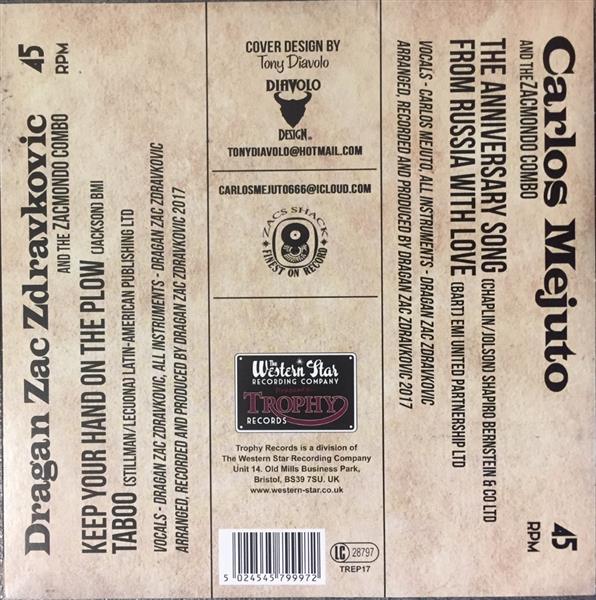 Dragan Zac Zdravkovic
AND THE ZACMONDO COMBO
45
RPM
KEEP YOUR HAND ON THE PLOW (JACKSON) BMI
TABOO (STILLMAN/LECUONA) LATIN-AMERICAN PUBLISHING LTD
VOCALS - DRAGAN ZAC ZDRAVKOVIC, ALL INSTRUMENTS - DRAGAN ZAC ZDRAVKOVIC
ARRANGED, RECORDED AND PRODUCED BY DRAGAN ZAC ZDRAVKOVIC 2017
COVER DESIGN BY
Tony Diavolo
DIAVOLO
DESIGN
TONYDIAVOLO@HOTMAIL.COM
CARLOSMEJUTO666@ICLOUD.COM
ZACS SHACK
FINEST ON RECORD
The
Western Star
RECORDING COMPANY
TROPHY
RECORDS
Trophy Records is a division of
The Western Star Recording Company
Unit 14. Old Mills Business Park,
Bristol, BS39 7SU. UK
www.western-star.co.uk
5 024545 799972
LC 28797
TREP17
Carlos Mejuto
AND THE ZACMONDO COMBO
THE ANNIVERSARY SONG (CHAPLIN/JOLSON) SHAPIRO BERNSTEIN & CO LTD
FROM RUSSIA WITH LOVE (BART) EMI UNITED PARTNERSHIP LTD
VOCALS - CARLOS MEJUTO, ALL INSTRUMENTS - DRAGAN ZAC ZDRAVKOVIC
ARRANGED, RECORDED AND PRODUCED BY DRAGAN ZAC ZDRAVKOVIC 2017
45
RPM